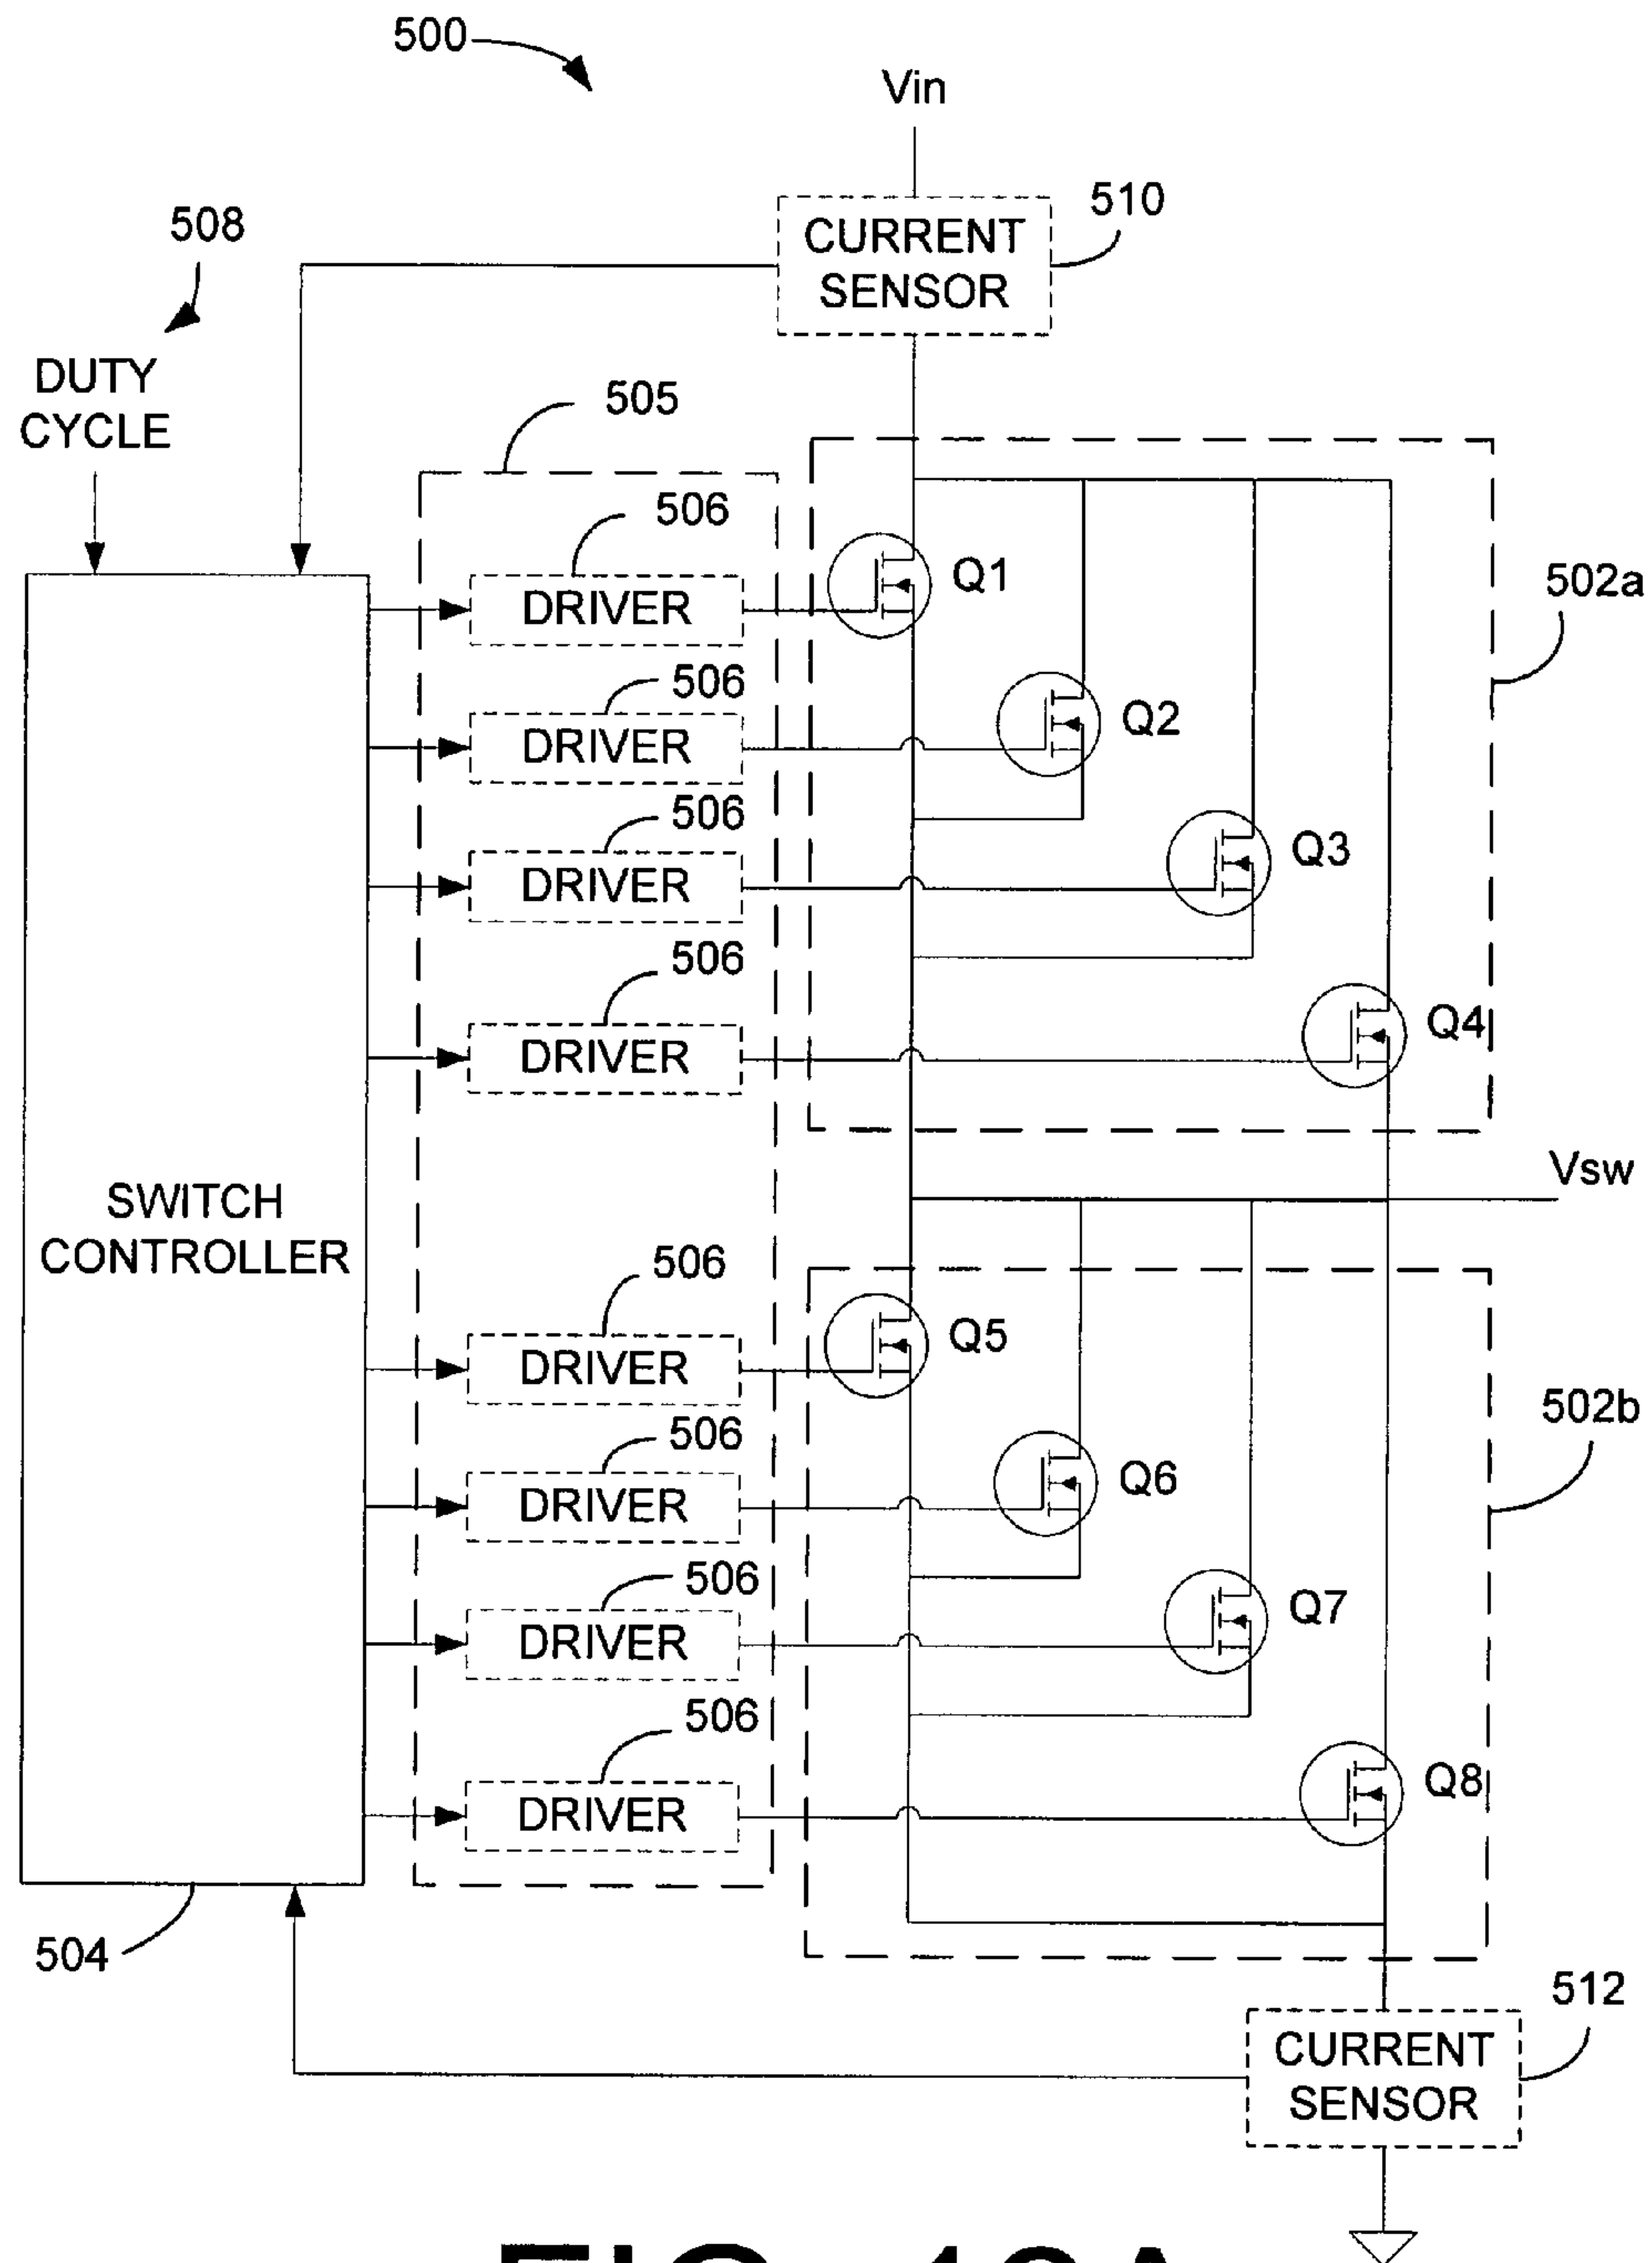 500
Vin
510
508
CURRENT
SENSOR
DUTY
CYCLE
505
506
DRIVER
Q1
502a
506
DRIVER
Q2
506
DRIVER
Q3
506
DRIVER
Q4
Vsw
SWITCH
CONTROLLER
506
DRIVER
Q5
502b
506
DRIVER
Q6
506
DRIVER
Q7
506
DRIVER
Q8
504
512
CURRENT
SENSOR